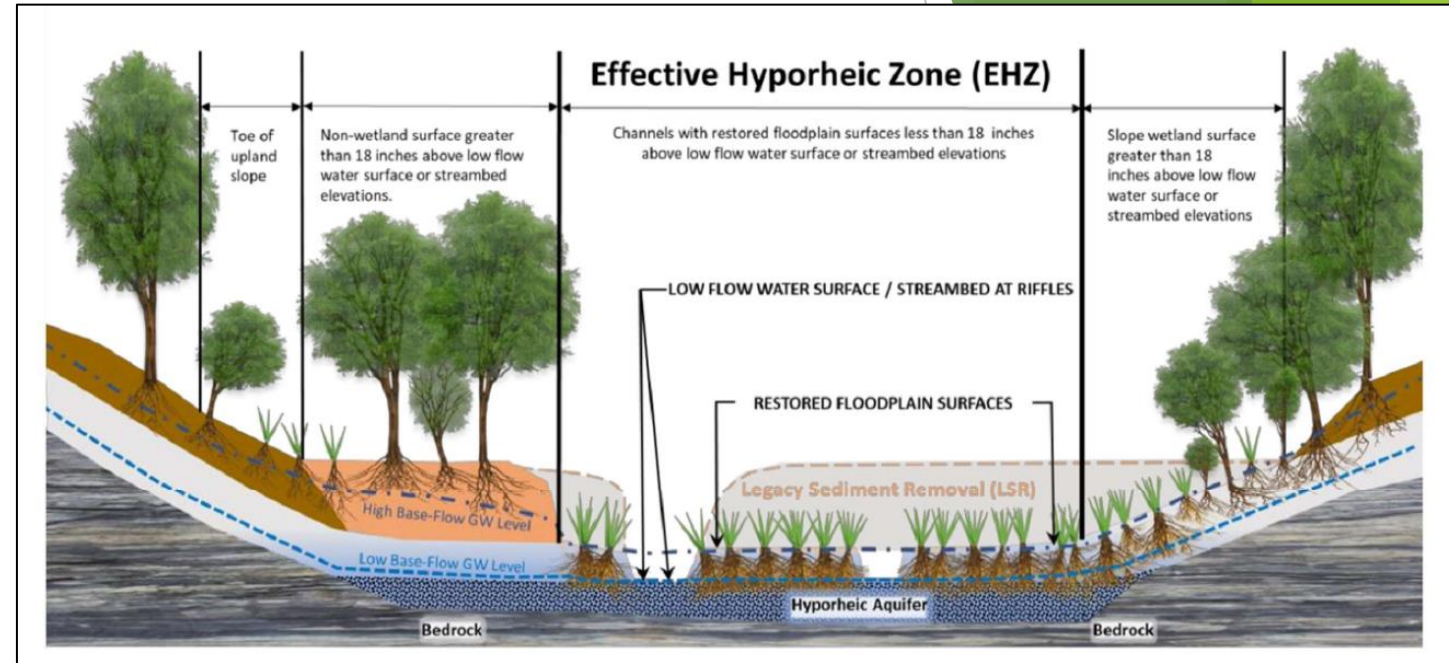 Effective Hyporheic Zone (EHZ)
Toe of
upland
slope
Non-wetland surface greater
than 18 inches above low flow
water surface or streambed
elevations.
Channels with restored floodplain surfaces less than 18 inches
above low flow water surface or streambed elevations
Slope wetland surface
greater than 18
inches above low flow
water surface or
streambed elevations
LOW FLOW WATER SURFACE / STREAMBED AT RIFFLES
RESTORED FLOODPLAIN SURFACES
Legacy Sediment Removal (LSR)
High Base-Flow GW Level
Low Base-Flow GW Level
Hyporheic Aquifer
Bedrock
Bedrock